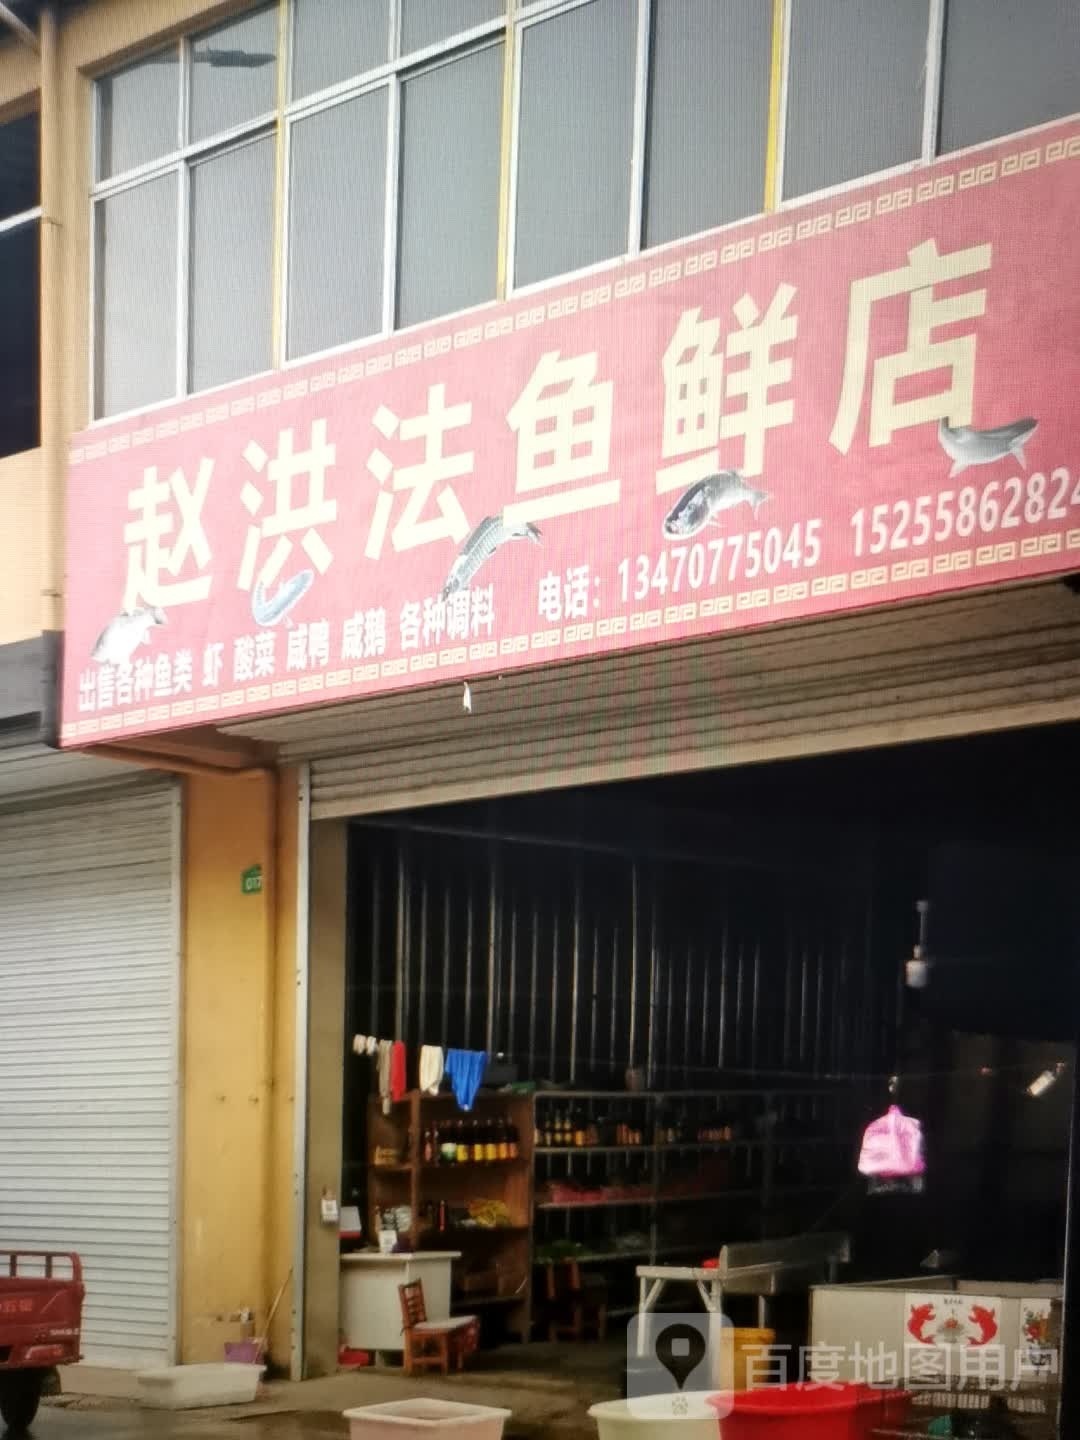 赵洪法鱼鲜店
出售各种鱼类 虾 酸菜 咸鸭 咸鹅 各种调料 电话：13470775045 15255862824
017
百度地图用户